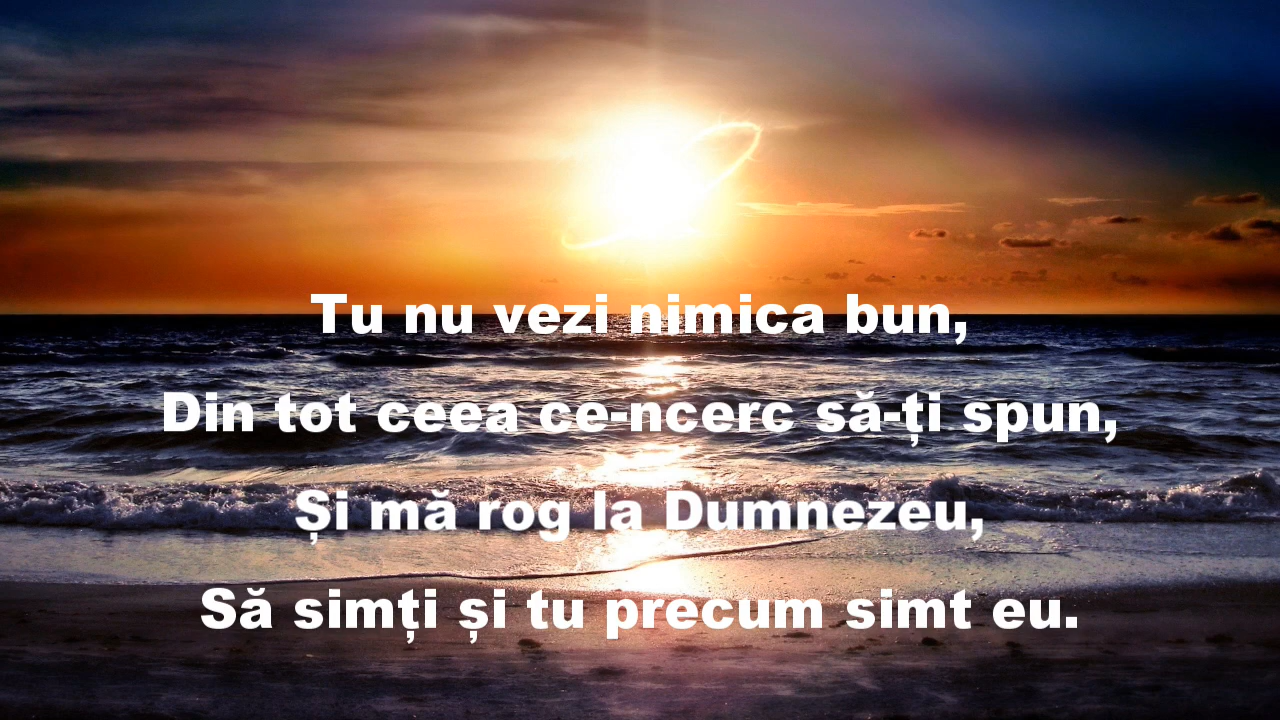 Tu nu vezi nimica bun,
Din tot ceea ce-ncerc să-ți spun,
Și mă rog la Dumnezeu,
Să simți și tu precum simt eu.